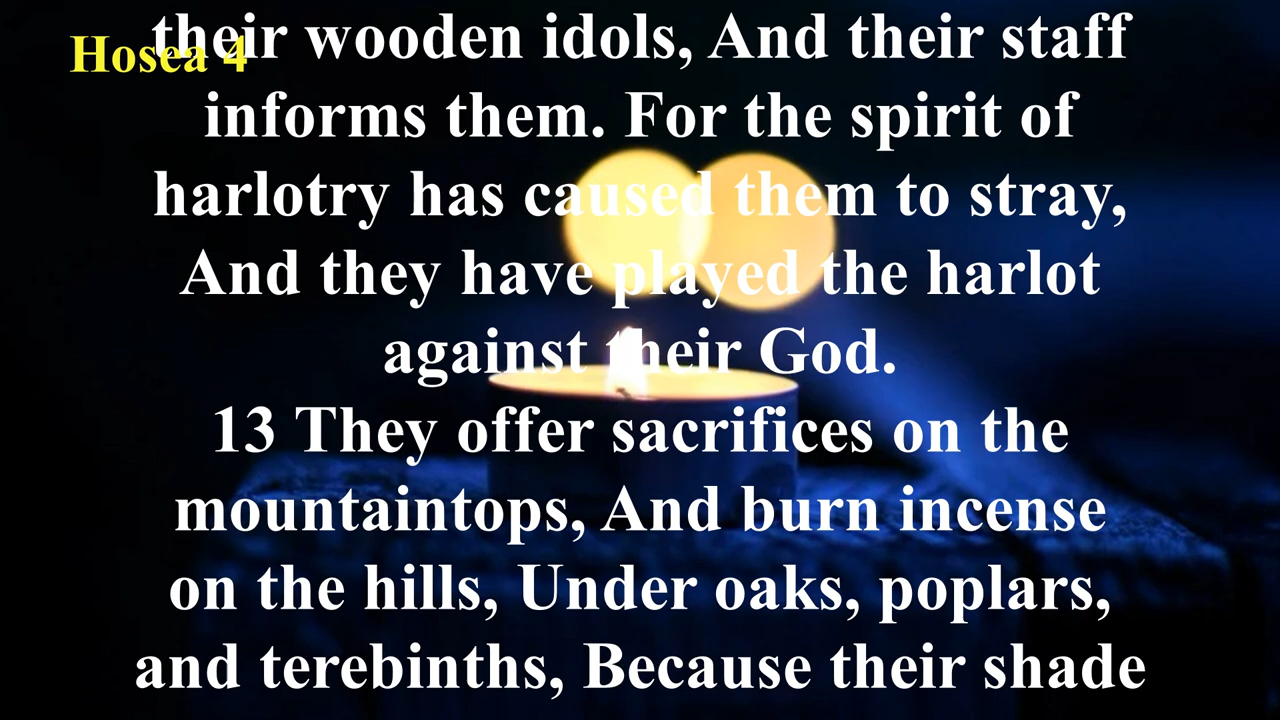 Hosea 4
their wooden idols, And their staff
informs them. For the spirit of
harlotry has caused them to stray,
And they have played the harlot
against their God.
13 They offer sacrifices on the
mountaintops, And burn incense
on the hills, Under oaks, poplars,
and terebinths, Because their shade